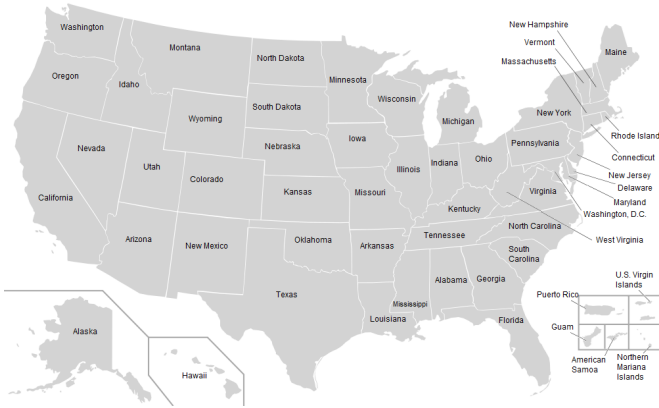 New Hampshire
Vermont
Massachusetts
Washington
Montana
North Dakota
Minnesota
Maine
Oregon
Idaho
Wisconsin
South Dakota
Wyoming
Michigan
New York
Rhode Island
Connecticut
Nevada
Nebraska
Iowa
Pennsylvania
New Jersey
Utah
Colorado
Illinois
Indiana
Ohio
Delaware
California
Kansas
Missouri
Virginia
Maryland
Kentucky
Washington, D.C.
Arizona
New Mexico
Oklahoma
Arkansas
Tennessee
North Carolina
West Virginia
South
Carolina
Texas
Mississippi
Alabama
Georgia
U.S. Virgin
Islands
Puerto Rico
Louisiana
Florida
Guam
Alaska
Hawaii
American
Samoa
Northern
Mariana
Islands